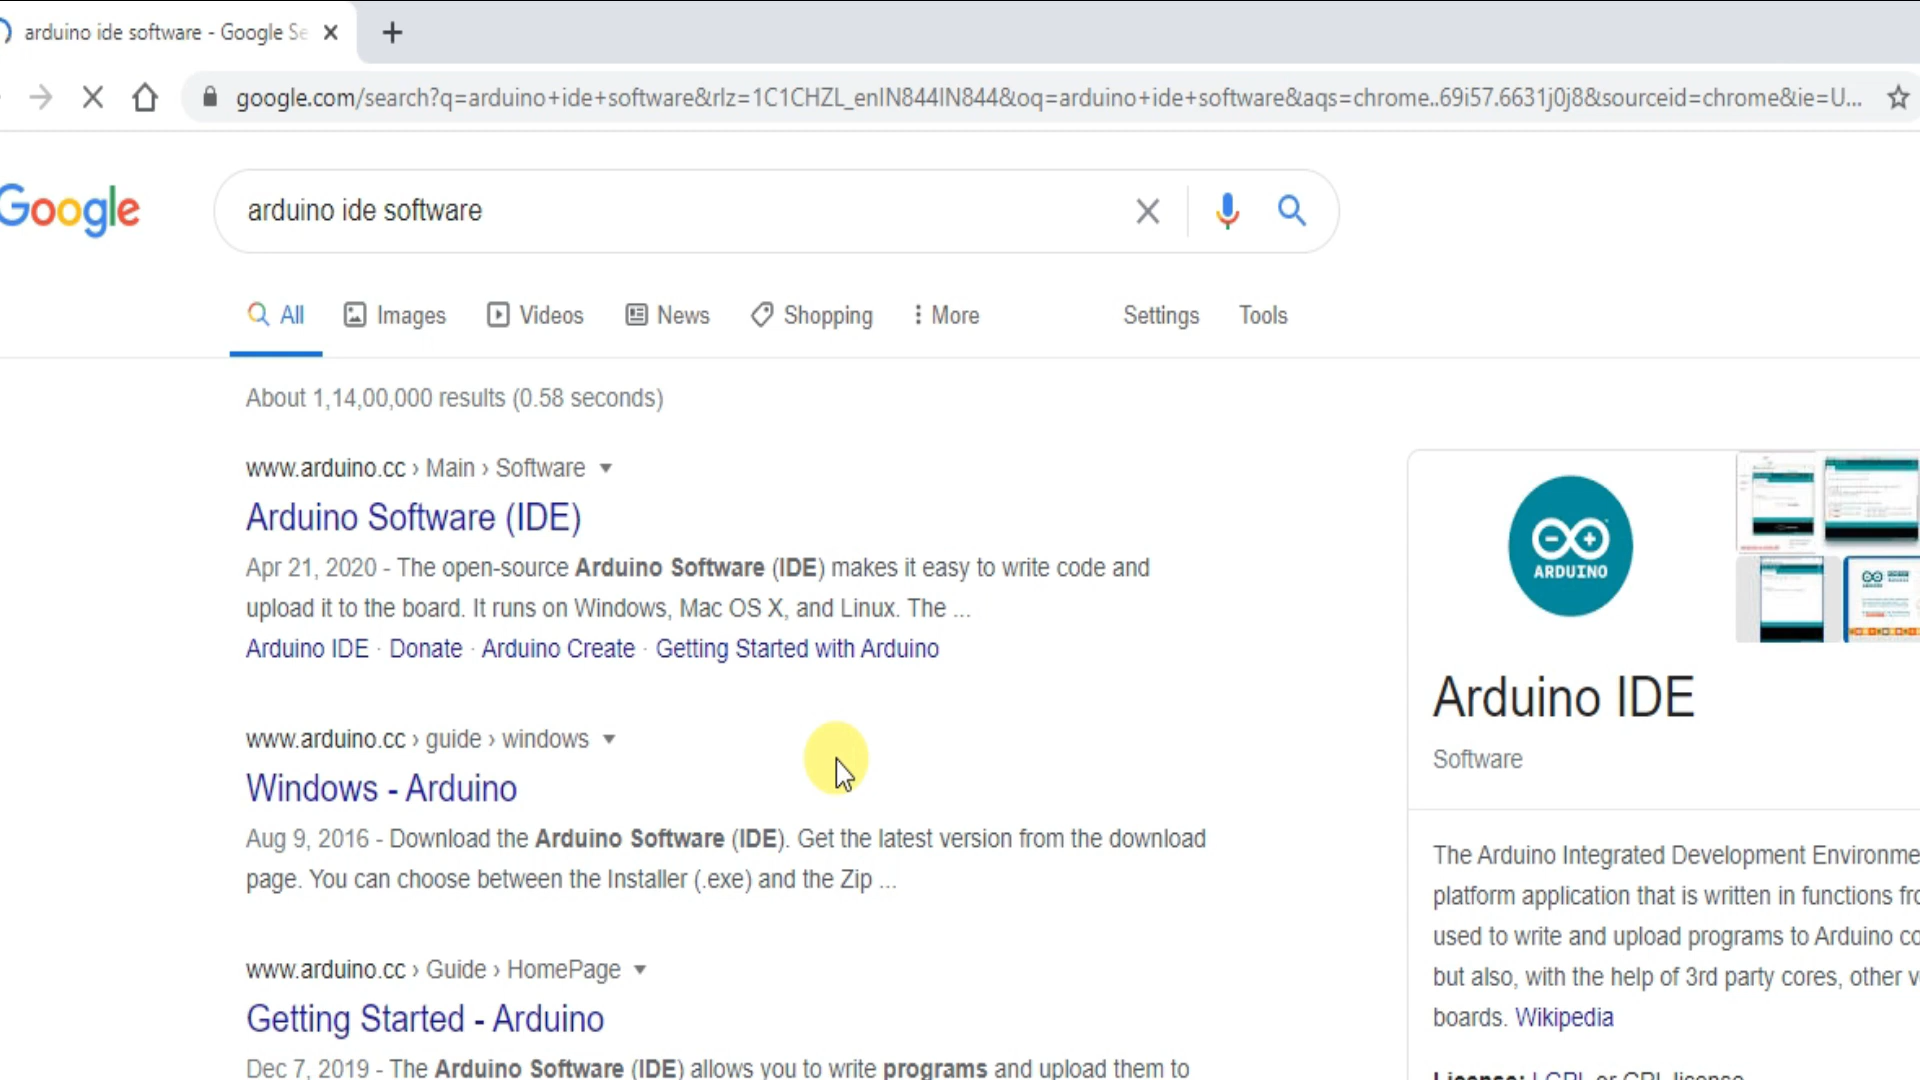 arduino ide software - Google Se
google.com/search?q=arduino+ide+software&rlz=1C1CHZL_enIN844IN844&oq=arduino+ide+software&aqs=chrome..69i57.6631j0j8&sourceid=chrome&ie=U...
Google
arduino ide software
All Images Videos News Shopping More Settings Tools
About 1,14,00,000 results (0.58 seconds)
www.arduino.cc › Main › Software
Arduino Software (IDE)
Apr 21, 2020 - The open-source Arduino Software (IDE) makes it easy to write code and
upload it to the board. It runs on Windows, Mac OS X, and Linux. The ...
Arduino IDE · Donate · Arduino Create · Getting Started with Arduino
www.arduino.cc › guide › windows
Windows - Arduino
Aug 9, 2016 - Download the Arduino Software (IDE). Get the latest version from the download
page. You can choose between the Installer (.exe) and the Zip ...
www.arduino.cc › Guide › HomePage
Getting Started - Arduino
Dec 7, 2019 - The Arduino Software (IDE) allows you to write programs and upload them to
ARDUINO
Arduino IDE
Software
The Arduino Integrated Development Environme
platform application that is written in functions fro
used to write and upload programs to Arduino co
but also, with the help of 3rd party cores, other v
boards. Wikipedia
License: LGPL or GPL license